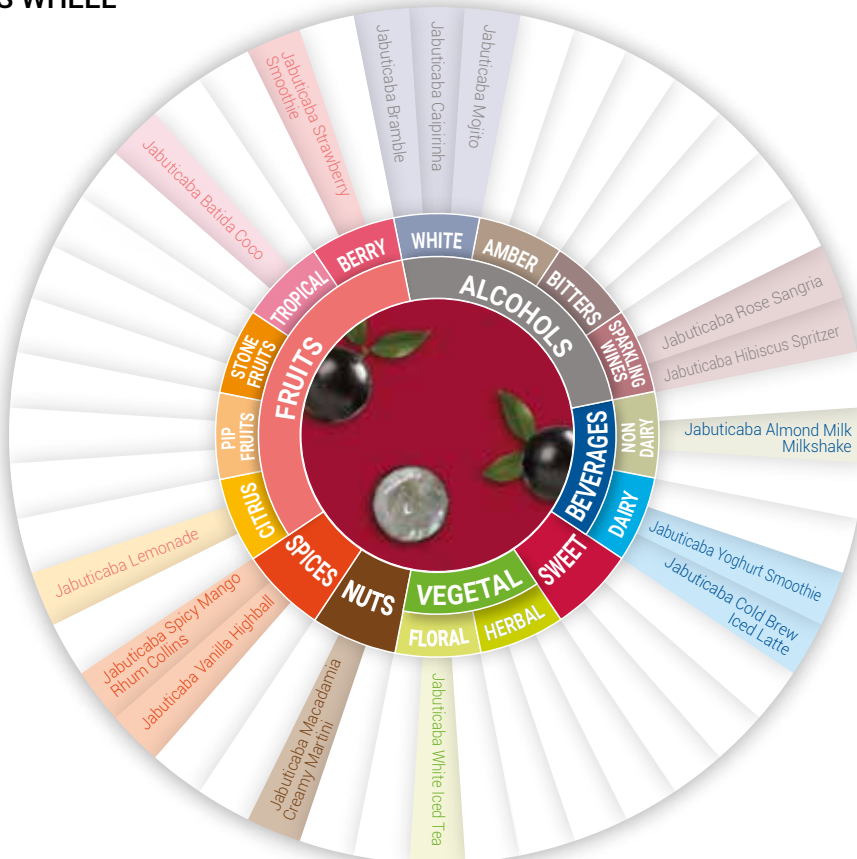 S WHEEL
Jabuticaba Bramble
Jabuticaba Caipirinha
Jabuticaba Mojito
Jabuticaba Rose Sangria
Jabuticaba Hibiscus Spritzer
Jabuticaba Almond Milk
Milkshake
Jabuticaba Yoghurt Smoothie
Jabuticaba Cold Brew
Iced Latte
Jabuticaba White Iced Tea
Jabuticaba Macadamia
Creamy Martini
Jabuticaba Vanilla Highball
Jabuticaba Spicy Mango
Rhum Collins
Jabuticaba Lemonade
Jabuticaba Batida Coco
Jabuticaba Strawberry
Smoothie
WHITE
AMBER
BITTERS
SPARKLING
WINES
NON
DAIRY
DAIRY
SWEET
HERBAL
FLORAL
NUTS
SPICES
CITRUS
PIP
FRUITS
STONE
FRUITS
TROPICAL
BERRY
ALCOHOLS
BEVERAGES
VEGETAL
FRUITS